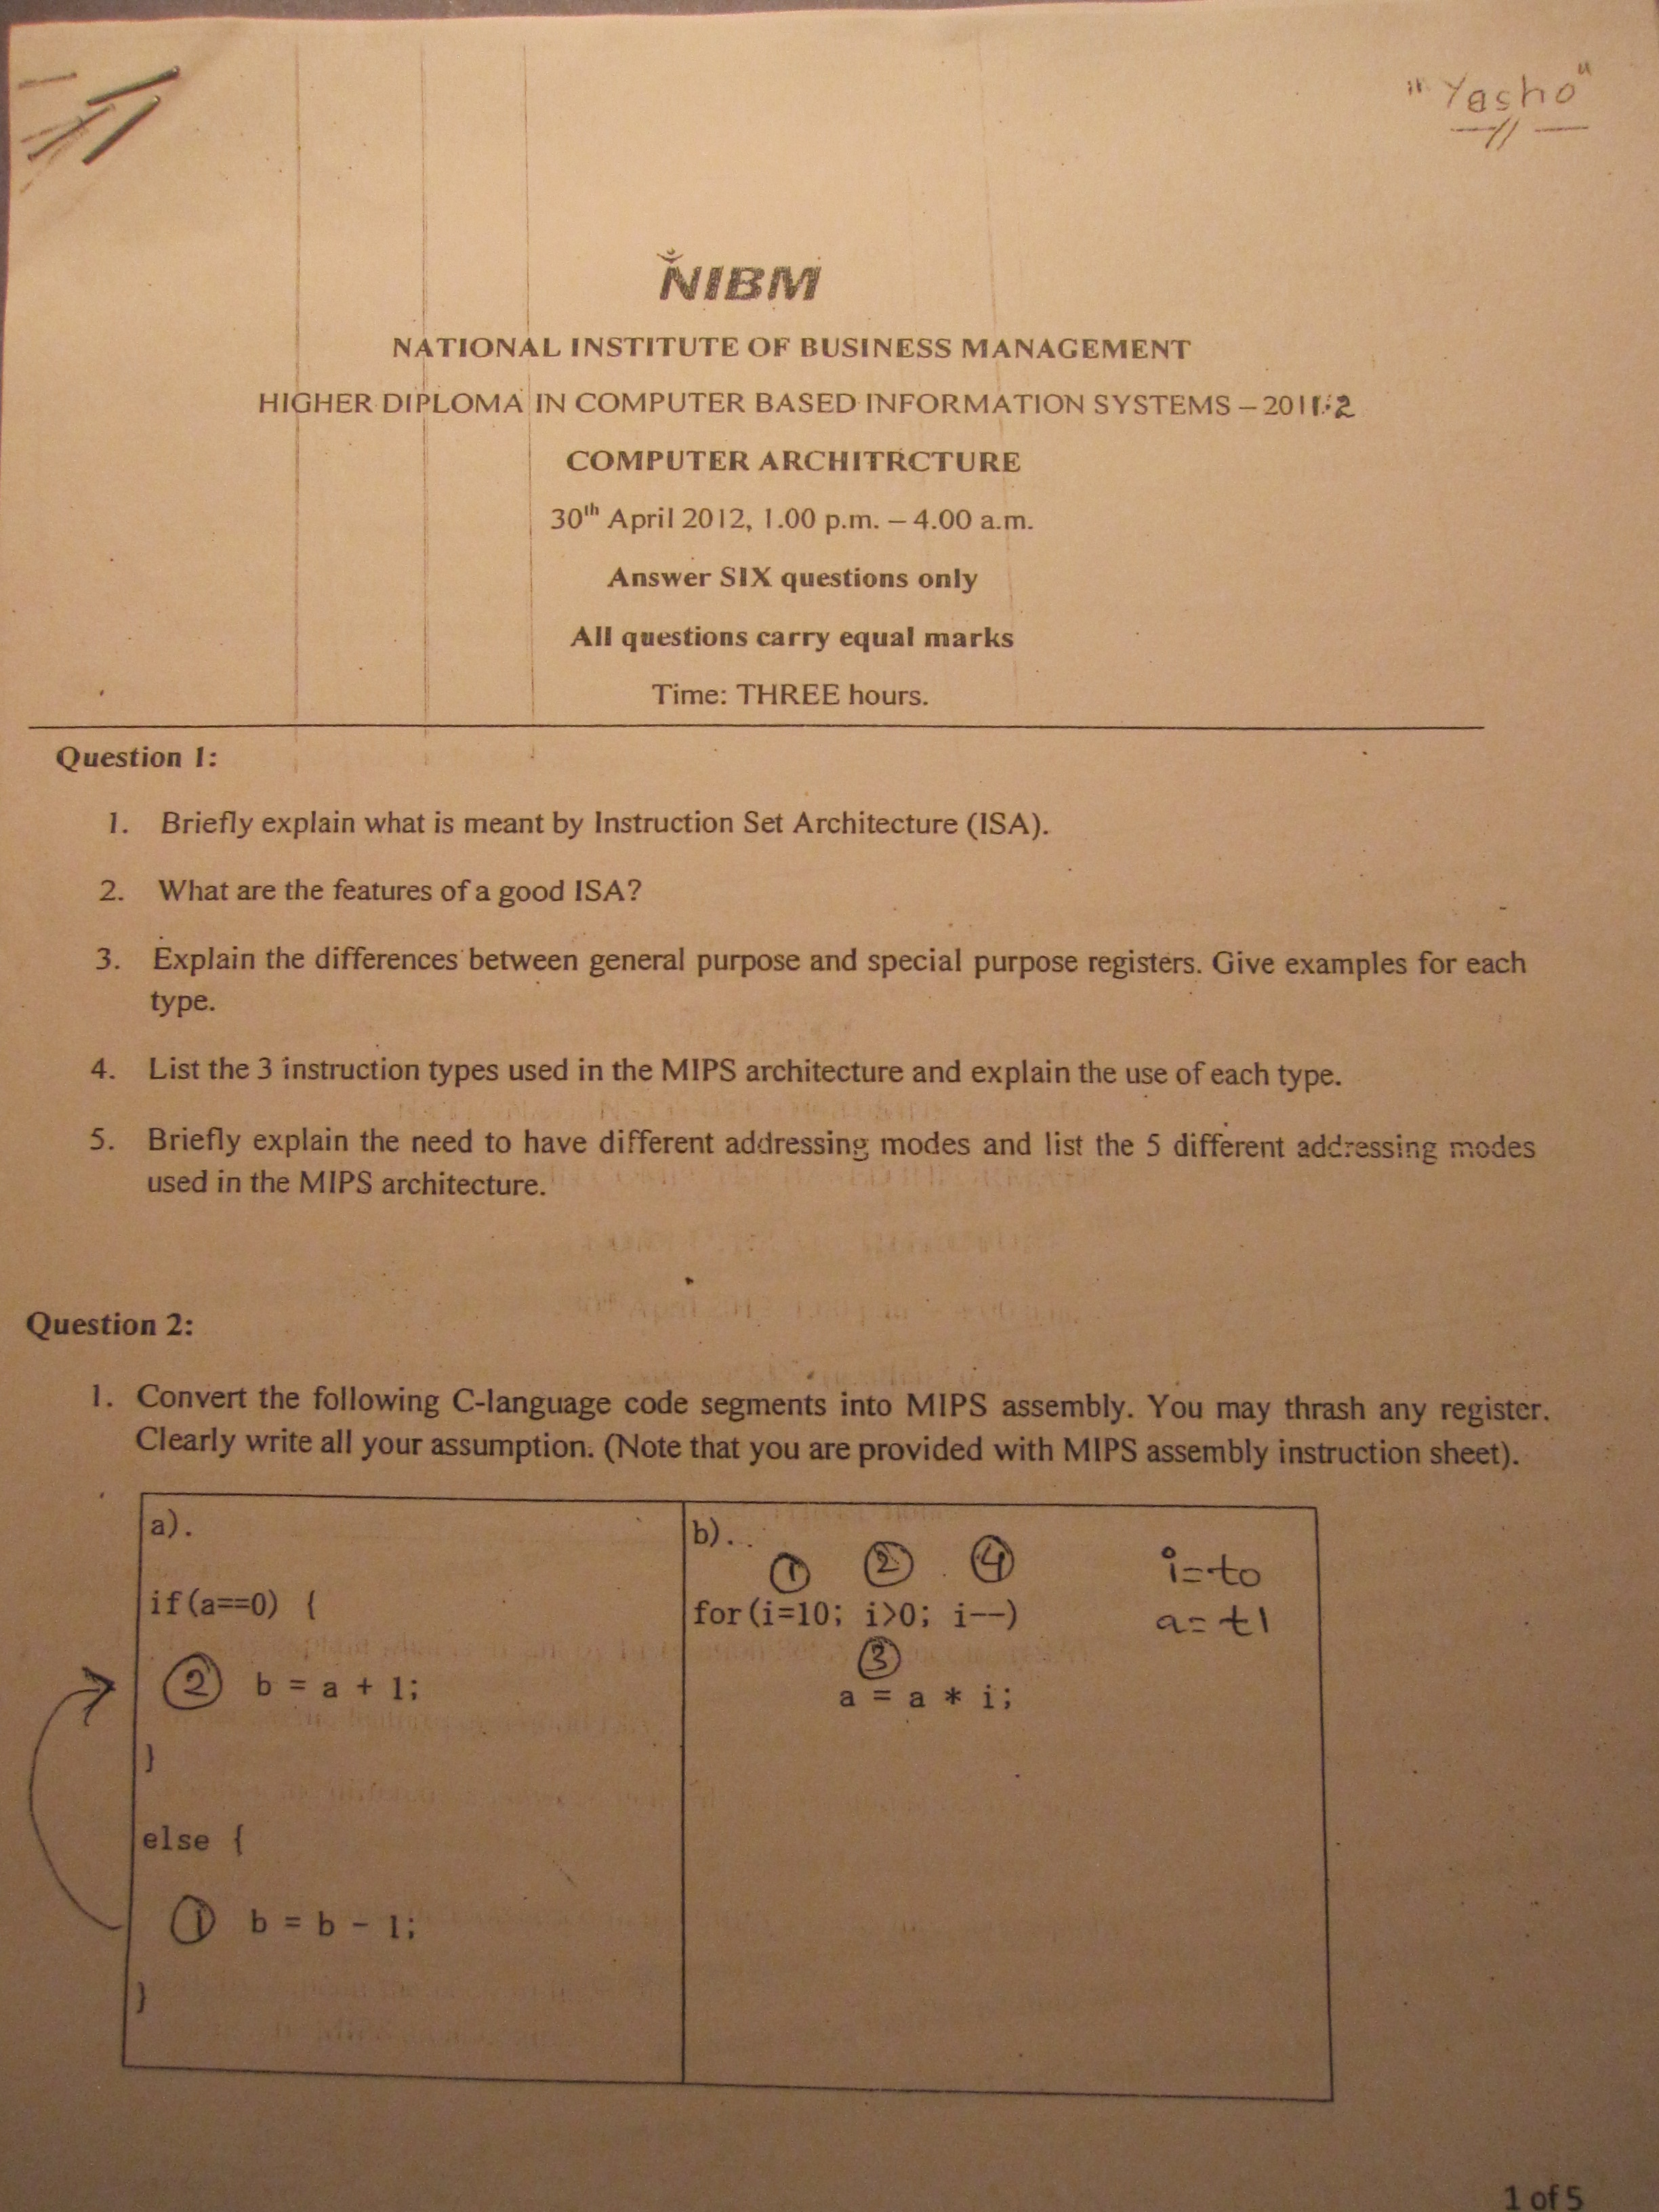 "Yasho"
NIBM
NATIONAL INSTITUTE OF BUSINESS MANAGEMENT
HIGHER DIPLOMA IN COMPUTER BASED INFORMATION SYSTEMS – 2011.2
COMPUTER ARCHITRCTURE
30th April 2012, 1.00 p.m. – 4.00 a.m.
Answer SIX questions only
All questions carry equal marks
Time: THREE hours.
Question 1:
1. Briefly explain what is meant by Instruction Set Architecture (ISA).
2. What are the features of a good ISA?
3. Explain the differences between general purpose and special purpose registers. Give examples for each
type.
4. List the 3 instruction types used in the MIPS architecture and explain the use of each type.
5. Briefly explain the need to have different addressing modes and list the 5 different addressing modes
used in the MIPS architecture.
Question 2:
1. Convert the following C-language code segments into MIPS assembly. You may thrash any register.
Clearly write all your assumption. (Note that you are provided with MIPS assembly instruction sheet).
a).
if(a==0) {
2 b = a + 1;
}
else {
1 b = b - 1;
}
b).
1 2 4
i=to
for(i=10; i>0; i--)
a=t1
3
a = a * i;
1 of 5